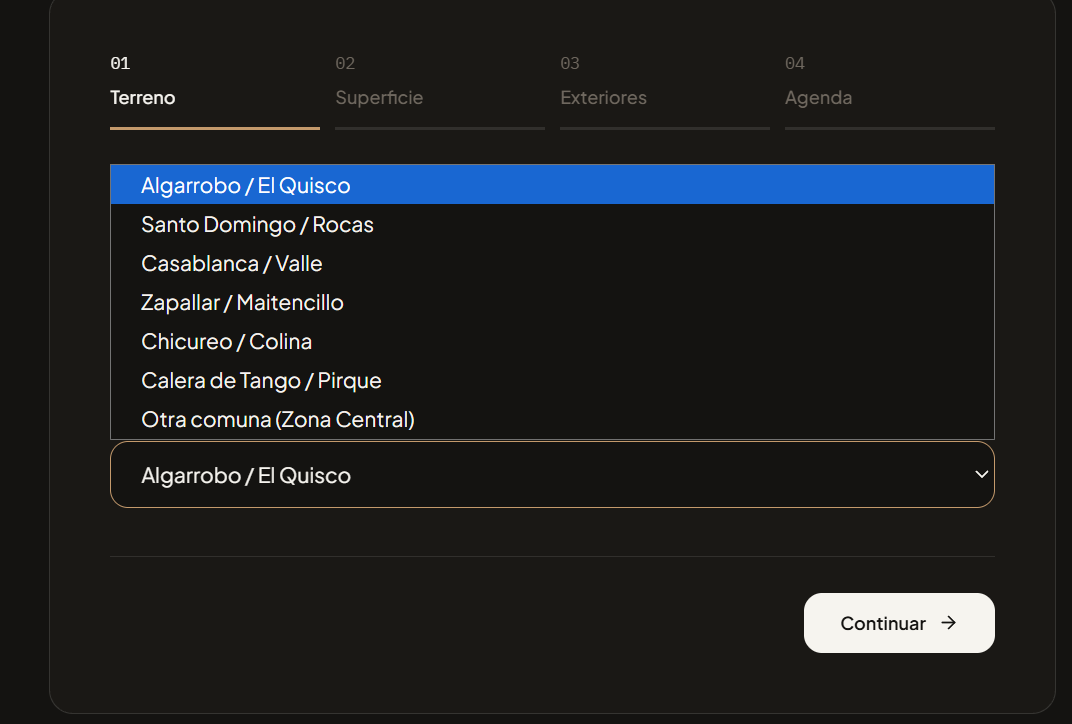 01
Terreno
02
Superficie
03
Exteriores
04
Agenda
Algarrobo / El Quisco
Santo Domingo / Rocas
Casablanca / Valle
Zapallar / Maitencillo
Chicureo / Colina
Calera de Tango / Pirque
Otra comuna (Zona Central)
Algarrobo / El Quisco
Continuar →